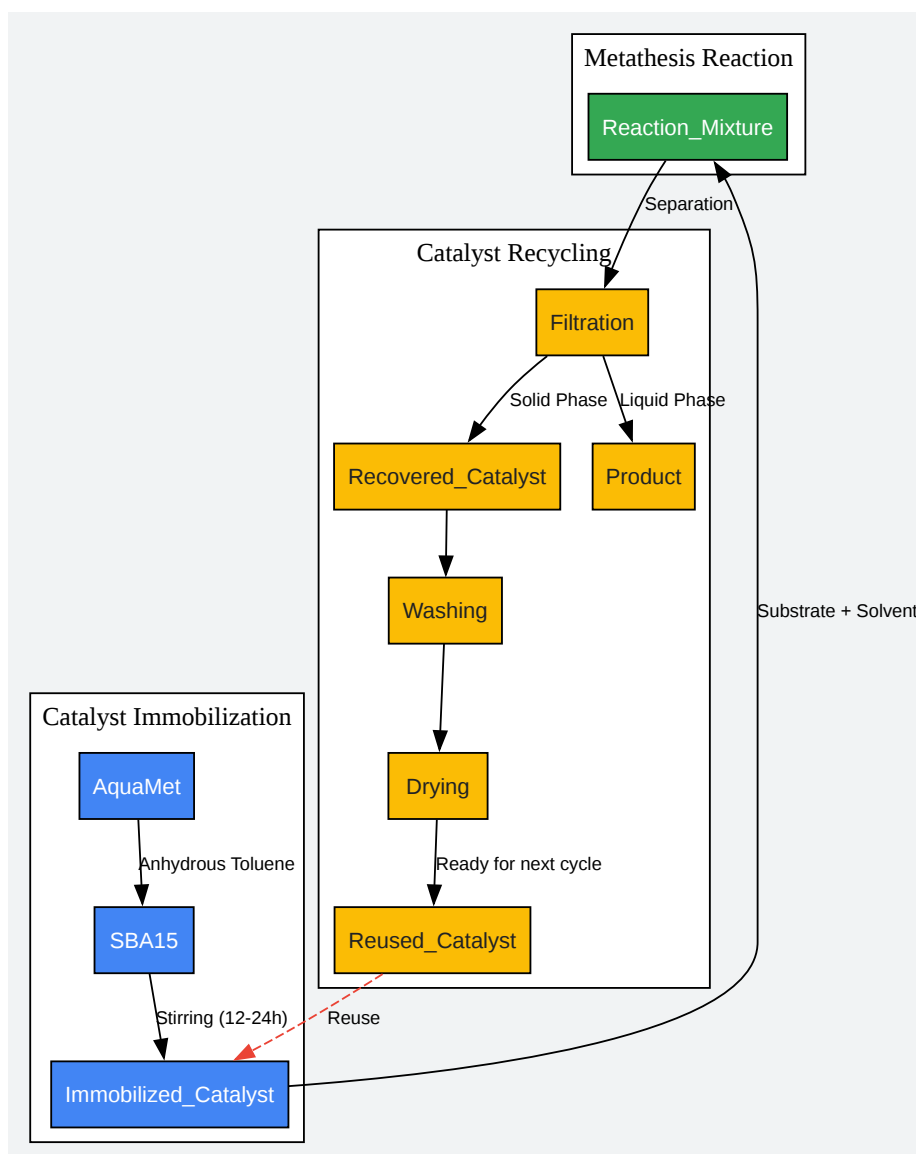 Metathesis Reaction
Reaction_Mixture
Separation
Catalyst Recycling
Filtration
Solid Phase
Liquid Phase
Recovered_Catalyst
Product
Washing
Substrate + Solvent
Catalyst Immobilization
AquaMet
Drying
Anhydrous Toluene
Ready for next cycle
SBA15
Reused_Catalyst
Stirring (12-24h)
Reuse
Immobilized_Catalyst